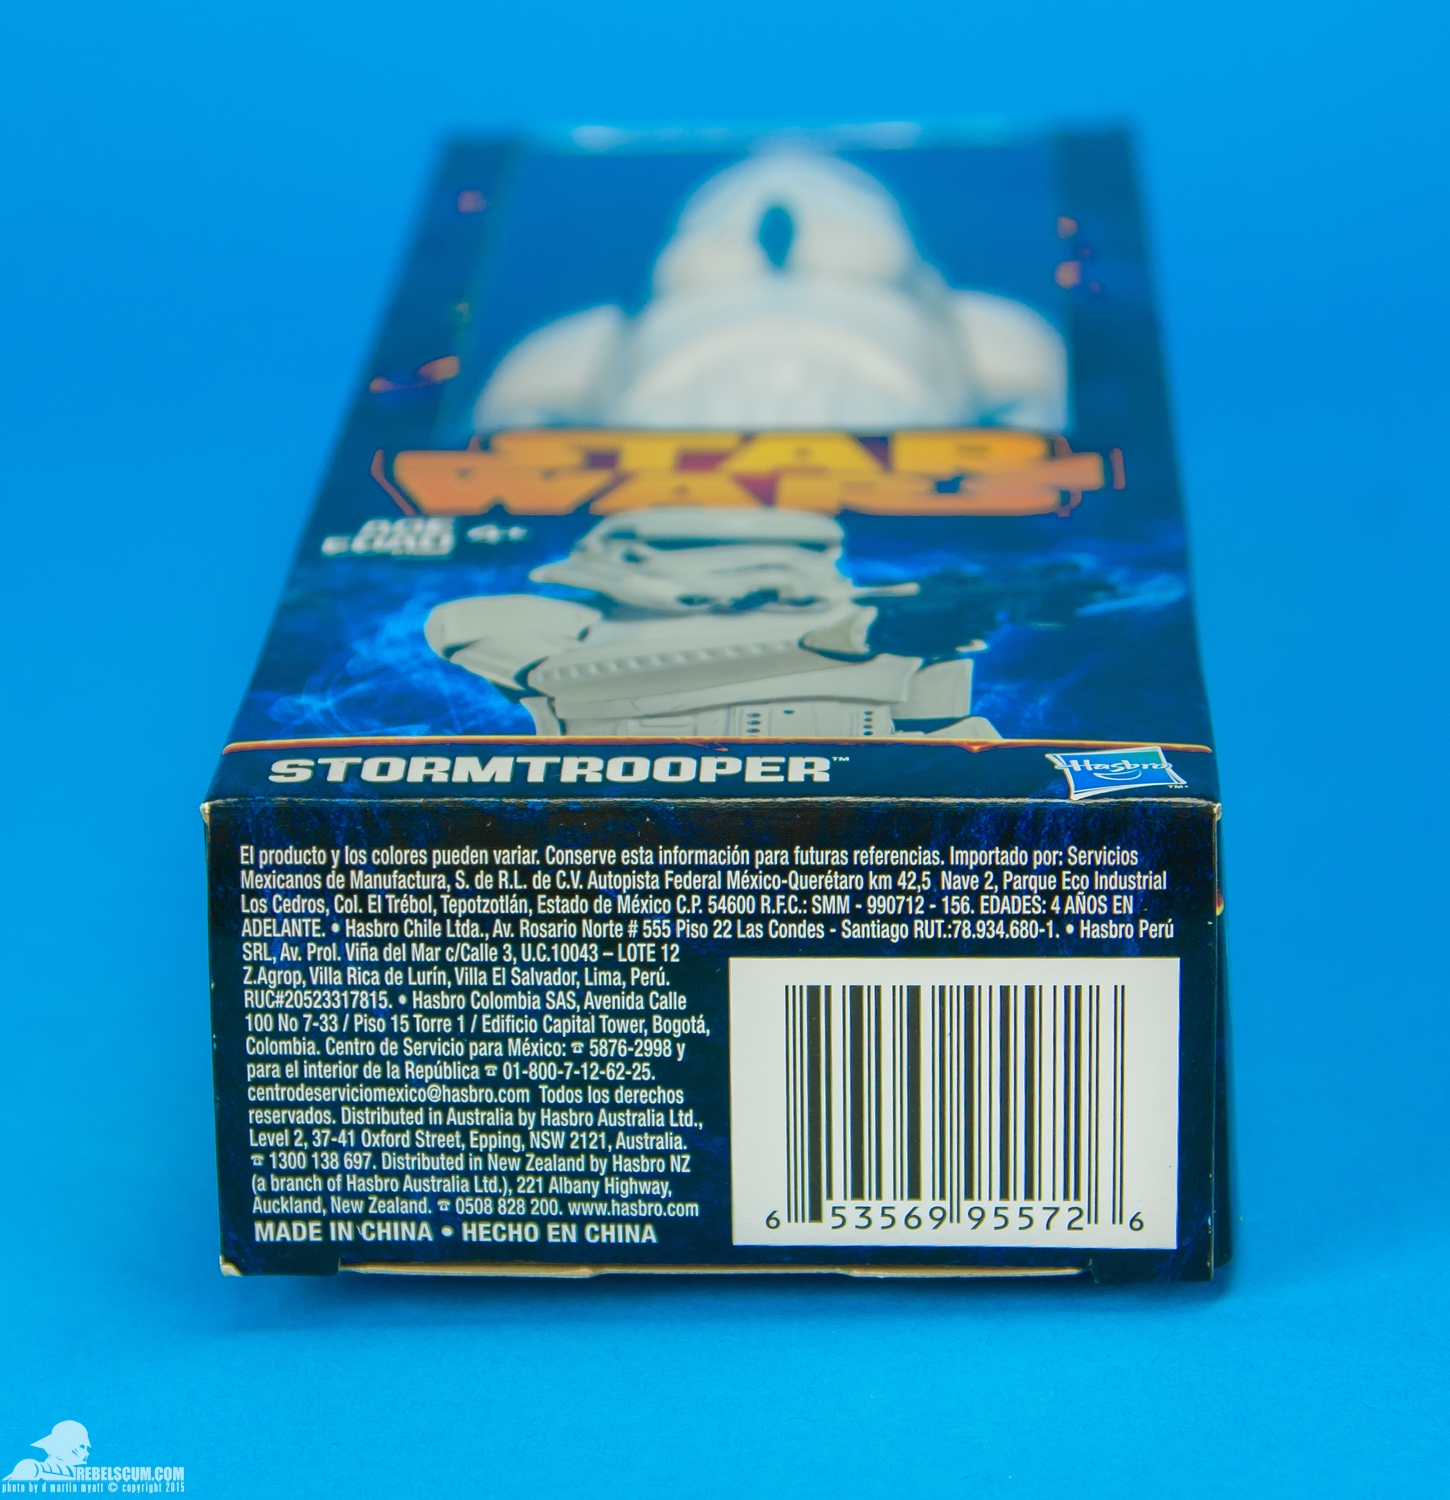 STAR
WARS
AGE
4+
STORMTROOPER™
Hasbro
El producto y los colores pueden variar. Conserve esta información para futuras referencias. Importado por: Servicios
Mexicanos de Manufactura, S. de R.L. de C.V. Autopista Federal México-Querétaro km 42,5 Nave 2, Parque Eco Industrial
Los Cedros, Col. El Trébol, Tepotzotlán, Estado de México C.P. 54600 R.F.C.: SMM - 990712 - 156. EDADES: 4 AÑOS EN
ADELANTE. • Hasbro Chile Ltda., Av. Rosario Norte # 555 Piso 22 Las Condes - Santiago RUT.:78.934.680-1. • Hasbro Perú
SRL, Av. Prol. Viña del Mar c/Calle 3, U.C.10043 – LOTE 12
Z.Agrop, Villa Rica de Lurín, Villa El Salvador, Lima, Perú.
RUC#20523317815. • Hasbro Colombia SAS, Avenida Calle
100 No 7-33 / Piso 15 Torre 1 / Edificio Capital Tower, Bogotá,
Colombia. Centro de Servicio para México: ☎ 5876-2998 y
para el interior de la República ☎ 01-800-7-12-62-25.
centrodeserviciomexico@hasbro.com Todos los derechos
reservados. Distributed in Australia by Hasbro Australia Ltd.,
Level 2, 37-41 Oxford Street, Epping, NSW 2121, Australia.
☎ 1300 138 697. Distributed in New Zealand by Hasbro NZ
(a branch of Hasbro Australia Ltd.), 221 Albany Highway,
Auckland, New Zealand. ☎ 0508 828 200. www.hasbro.com
MADE IN CHINA • HECHO EN CHINA
6 53569 95572 6
REBELSCUM.COM
photo by d martin myatt © copyright 2015